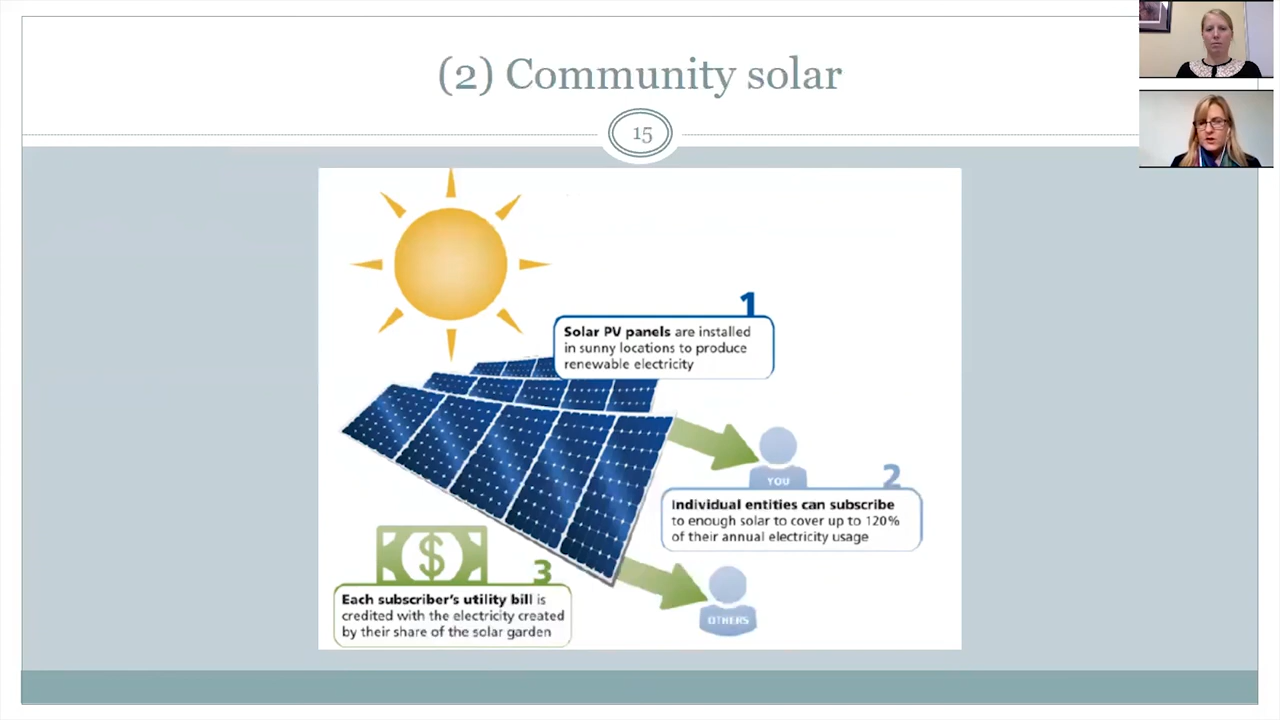 (2) Community solar
15
1
Solar PV panels are installed
in sunny locations to produce
renewable electricity
YOU
2
Individual entities can subscribe
to enough solar to cover up to 120%
of their annual electricity usage
$
3
Each subscriber's utility bill is
credited with the electricity created
by their share of the solar garden
OTHERS